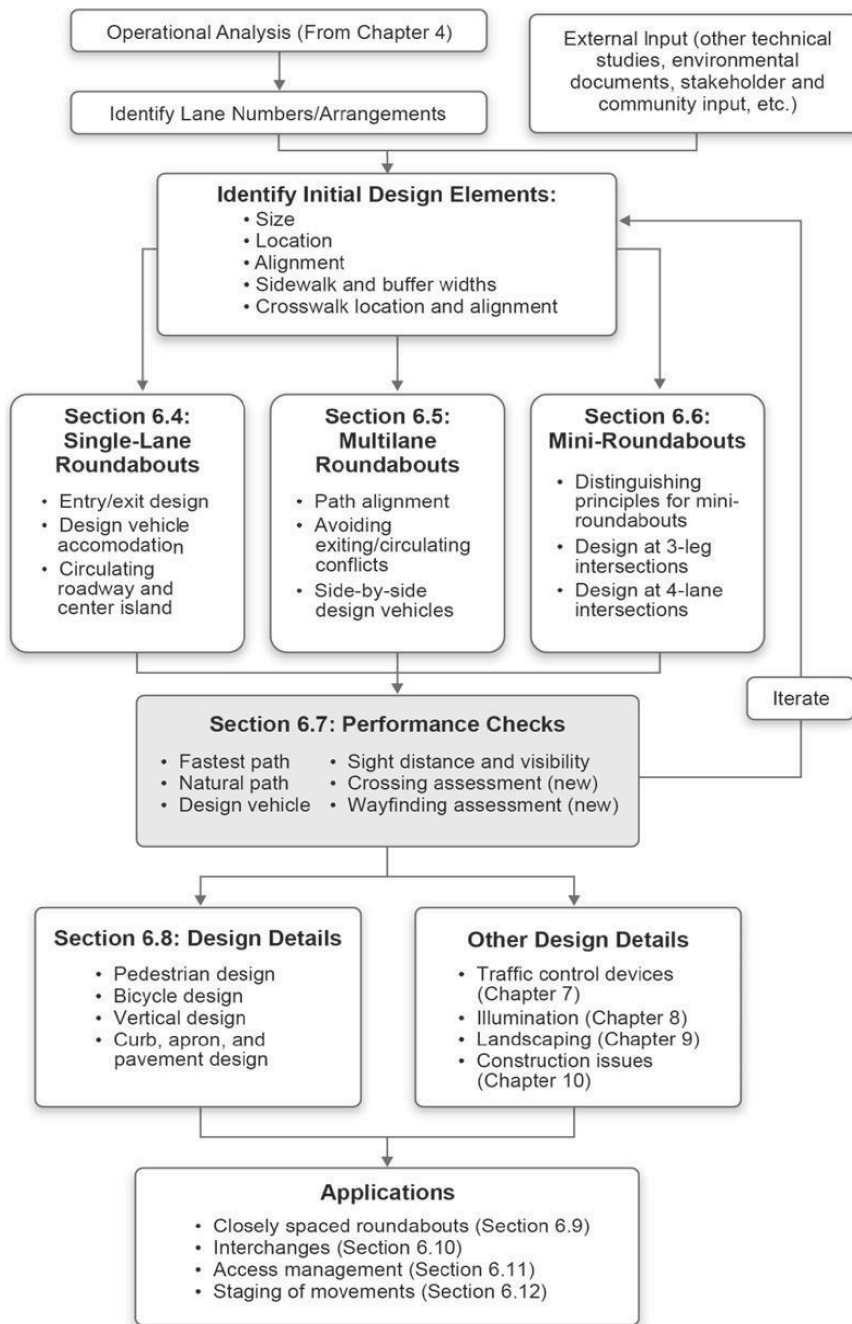 Operational Analysis (From Chapter 4)
External Input (other technical
studies, environmental
documents, stakeholder and
community input, etc.)
Identify Lane Numbers/Arrangements
Identify Initial Design Elements:
• Size
• Location
• Alignment
• Sidewalk and buffer widths
• Crosswalk location and alignment
Section 6.4:
Single-Lane
Roundabouts
• Entry/exit design
• Design vehicle
accomodation
• Circulating
roadway and
center island
Section 6.5:
Multilane
Roundabouts
• Path alignment
• Avoiding
exiting/circulating
conflicts
• Side-by-side
design vehicles
Section 6.6:
Mini-Roundabouts
• Distinguishing
principles for mini-
roundabouts
• Design at 3-leg
intersections
• Design at 4-lane
intersections
Iterate
Section 6.7: Performance Checks
• Fastest path
• Natural path
• Design vehicle
• Sight distance and visibility
• Crossing assessment (new)
• Wayfinding assessment (new)
Section 6.8: Design Details
• Pedestrian design
• Bicycle design
• Vertical design
• Curb, apron, and
pavement design
Other Design Details
• Traffic control devices
(Chapter 7)
• Illumination (Chapter 8)
• Landscaping (Chapter 9)
• Construction issues
(Chapter 10)
Applications
• Closely spaced roundabouts (Section 6.9)
• Interchanges (Section 6.10)
• Access management (Section 6.11)
• Staging of movements (Section 6.12)